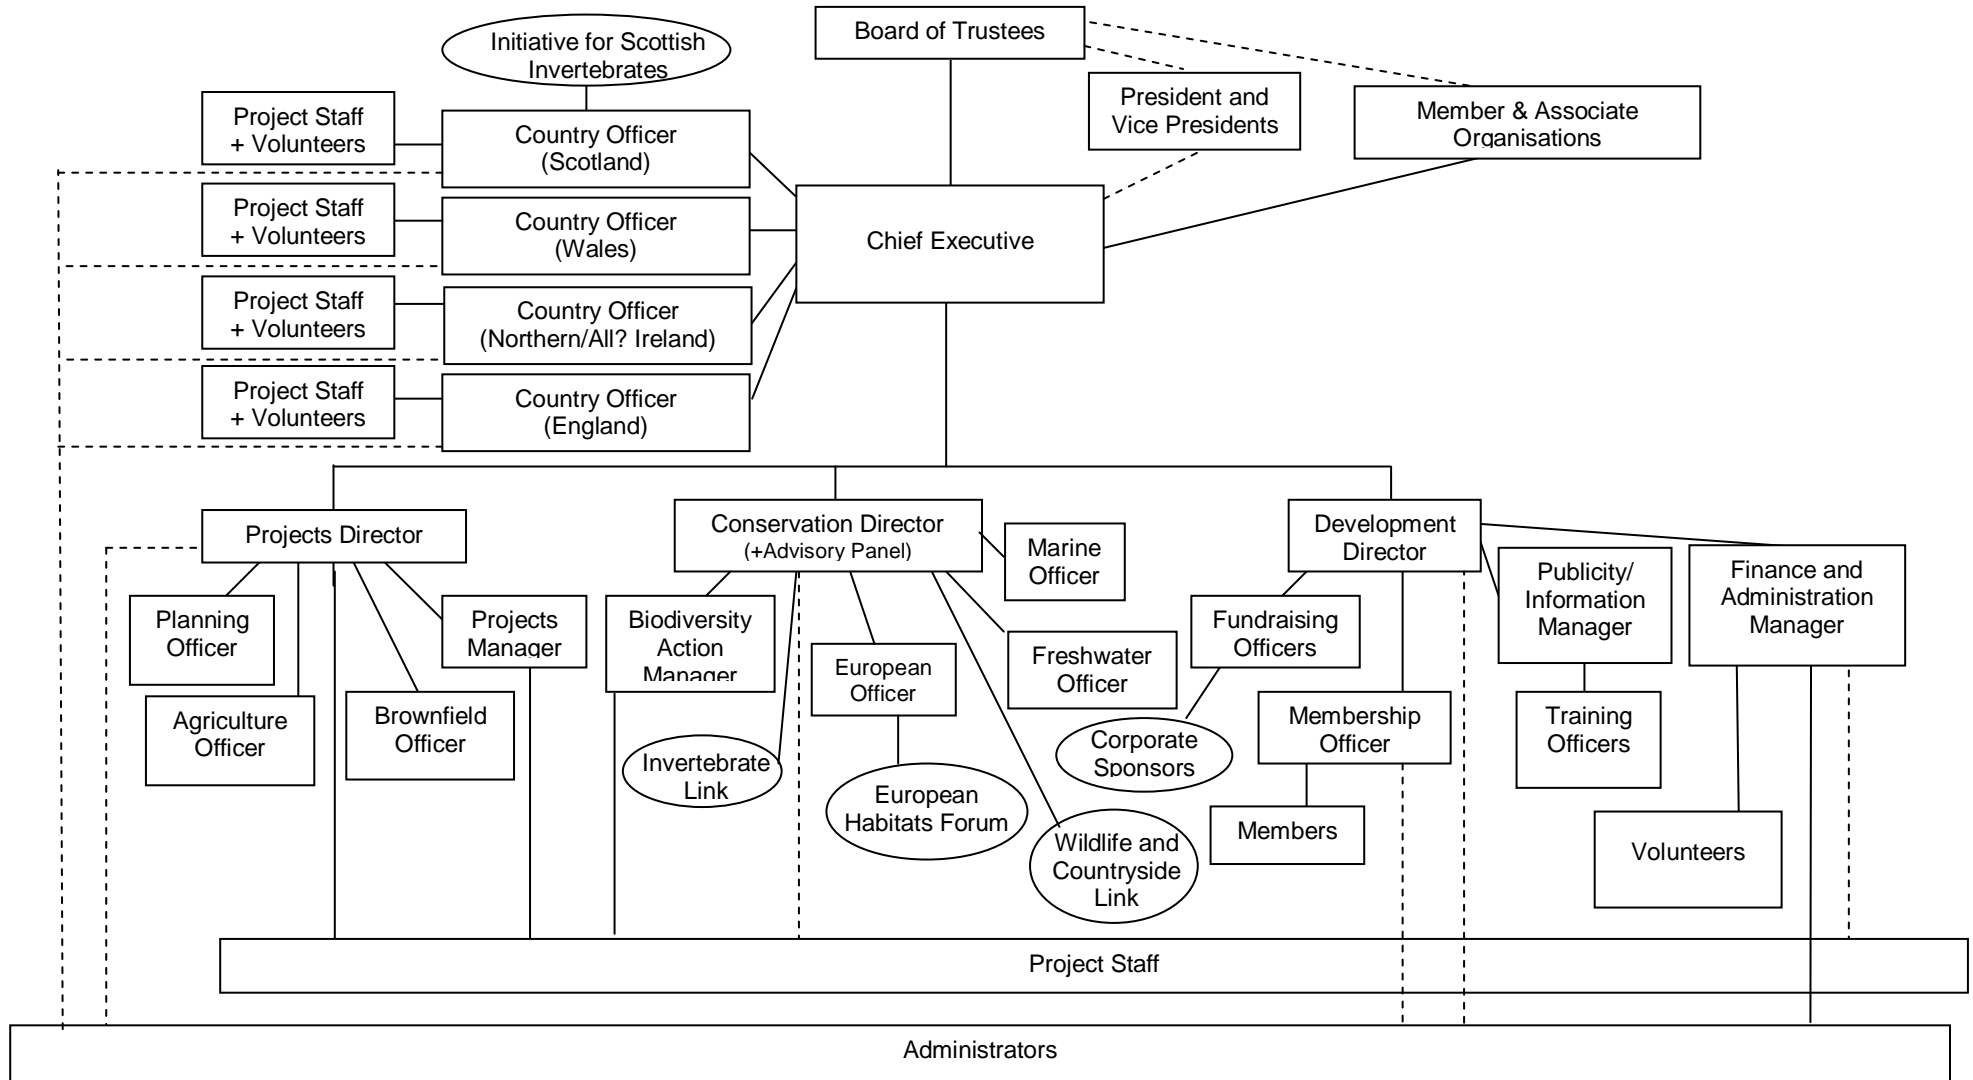 Initiative for Scottish
Invertebrates
Board of Trustees
President and
Vice Presidents
Member & Associate
Organisations
Project Staff
+ Volunteers
Country Officer
(Scotland)
Project Staff
+ Volunteers
Country Officer
(Wales)
Chief Executive
Project Staff
+ Volunteers
Country Officer
(Northern/All? Ireland)
Project Staff
+ Volunteers
Country Officer
(England)
Projects Director
Conservation Director
(+Advisory Panel)
Marine
Officer
Development
Director
Publicity/
Information
Manager
Finance and
Administration
Manager
Planning
Officer
Projects
Manager
Biodiversity
Action
Manager
European
Officer
Freshwater
Officer
Fundraising
Officers
Agriculture
Officer
Brownfield
Officer
Invertebrate
Link
European
Habitats Forum
Corporate
Sponsors
Membership
Officer
Training
Officers
Wildlife and
Countryside
Link
Members
Volunteers
Project Staff
Administrators